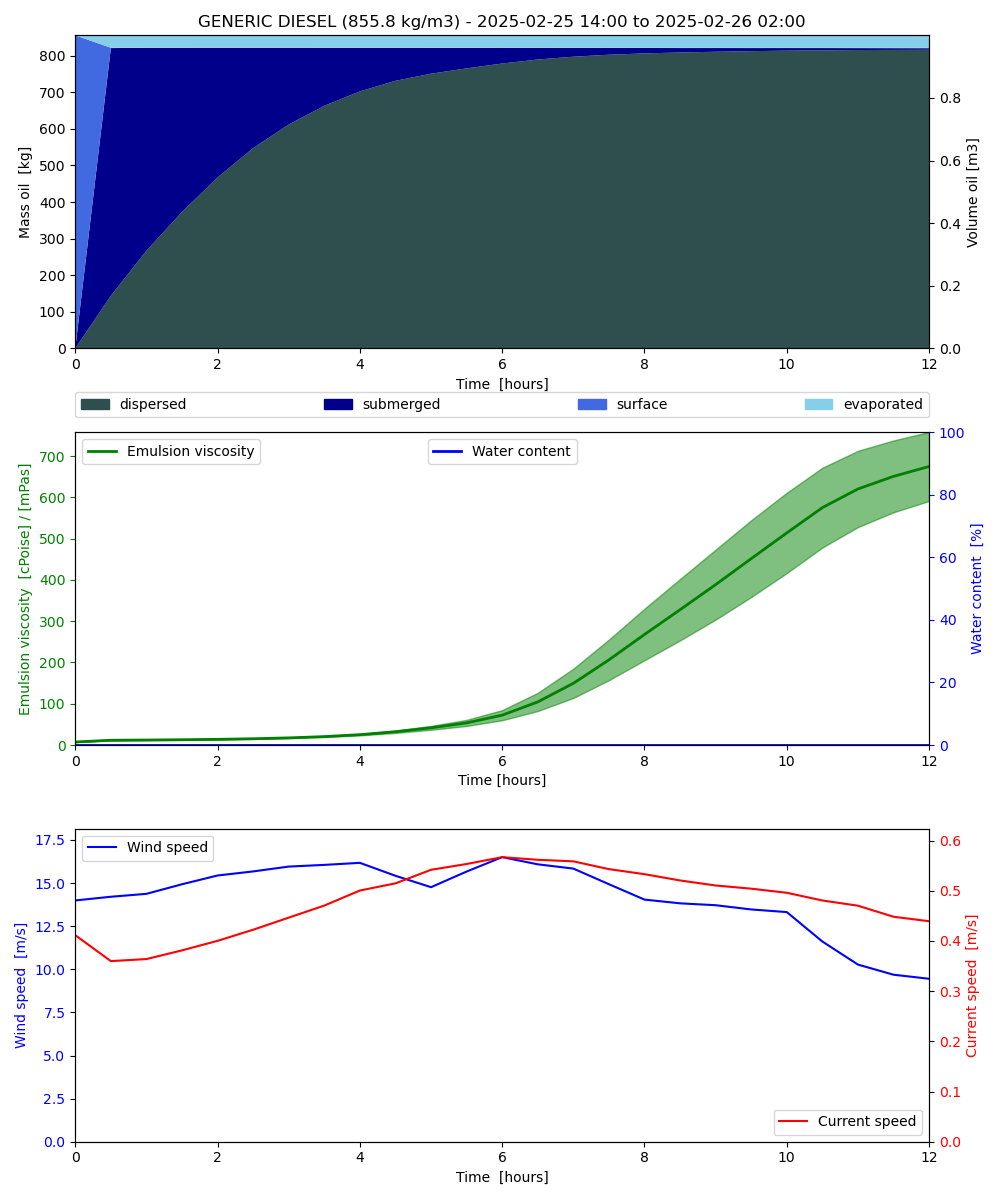 GENERIC DIESEL (855.8 kg/m3) - 2025-02-25 14:00 to 2025-02-26 02:00
800
700
600
500
400
300
200
100
0
Mass oil [kg]
0.8
0.6
0.4
0.2
0.0
Volume oil [m3]
0 2 4 6 8 10 12
Time [hours]
dispersed submerged surface evaporated
Emulsion viscosity Water content
700
600
500
400
300
200
100
0
Emulsion viscosity [cPoise] / [mPas]
100
80
60
40
20
0
Water content [%]
0 2 4 6 8 10 12
Time [hours]
Wind speed
17.5
15.0
12.5
10.0
7.5
5.0
2.5
0.0
Wind speed [m/s]
0.6
0.5
0.4
0.3
0.2
0.1
0.0
Current speed [m/s]
Current speed
0 2 4 6 8 10 12
Time [hours]